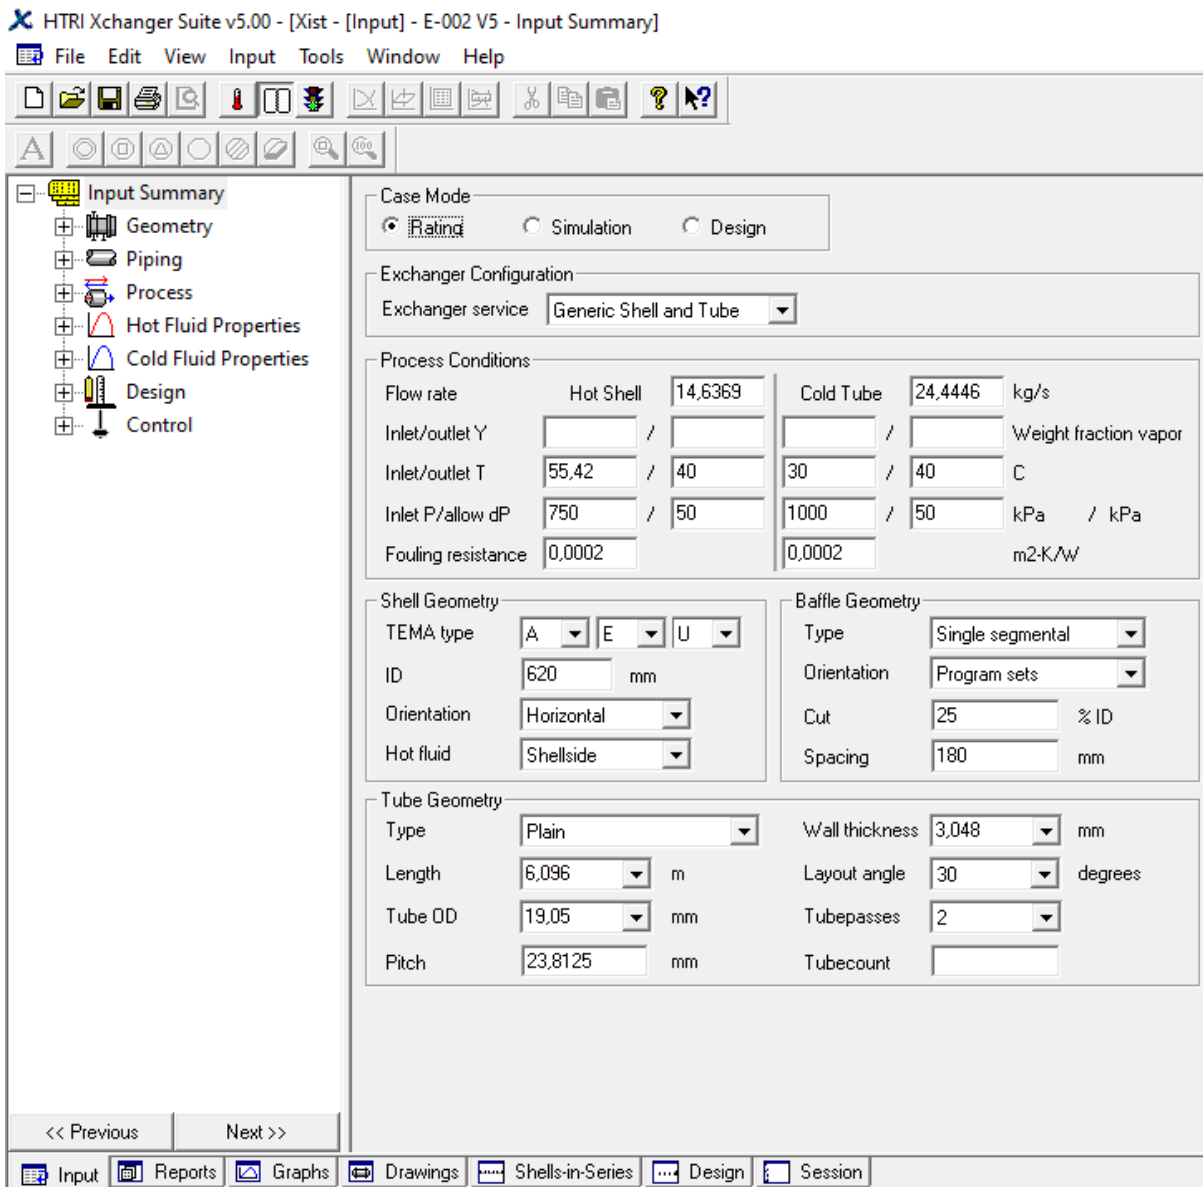 HTRI Xchanger Suite v5.00 - [Xist - [Input] - E-002 V5 - Input Summary]
File Edit View Input Tools Window Help
Input Summary
Geometry
Piping
Process
Hot Fluid Properties
Cold Fluid Properties
Design
Control
<< Previous Next >>
Case Mode
Rating Simulation Design
Exchanger Configuration
Exchanger service Generic Shell and Tube
Process Conditions
Flow rate Hot Shell 14,6369 Cold Tube 24,4446 kg/s
Inlet/outlet Y / / Weight fraction vapor
Inlet/outlet T 55,42 / 40 30 / 40 C
Inlet P/allow dP 750 / 50 1000 / 50 kPa / kPa
Fouling resistance 0,0002 0,0002 m2-K/W
Shell Geometry
TEMA type A E U
ID 620 mm
Orientation Horizontal
Hot fluid Shellside
Baffle Geometry
Type Single segmental
Orientation Program sets
Cut 25 % ID
Spacing 180 mm
Tube Geometry
Type Plain Wall thickness 3,048 mm
Length 6,096 m Layout angle 30 degrees
Tube OD 19,05 mm Tubepasses 2
Pitch 23,8125 mm Tubecount
Input Reports Graphs Drawings Shells-in-Series Design Session